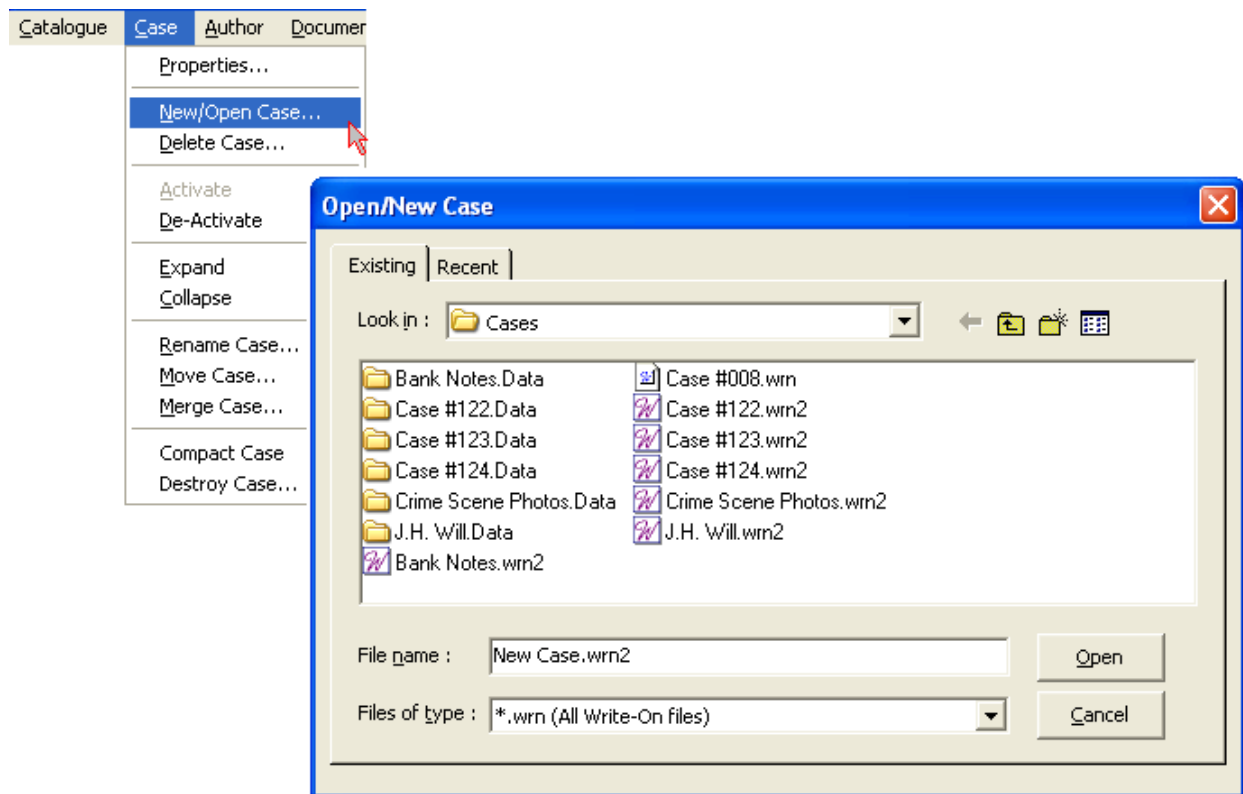 Catalogue Case Author Documen
Properties...
New/Open Case...
Delete Case...
Activate
De-Activate
Expand
Collapse
Rename Case...
Move Case...
Merge Case...
Compact Case
Destroy Case...
Open/New Case
Existing Recent
Look in : Cases
Bank Notes.Data Case #008.wrn
Case #122.Data Case #122.wrn2
Case #123.Data Case #123.wrn2
Case #124.Data Case #124.wrn2
Crime Scene Photos.Data Crime Scene Photos.wrn2
J.H. Will.Data J.H. Will.wrn2
Bank Notes.wrn2
File name : New Case.wrn2 Open
Files of type : *.wrn (All Write-On files) Cancel